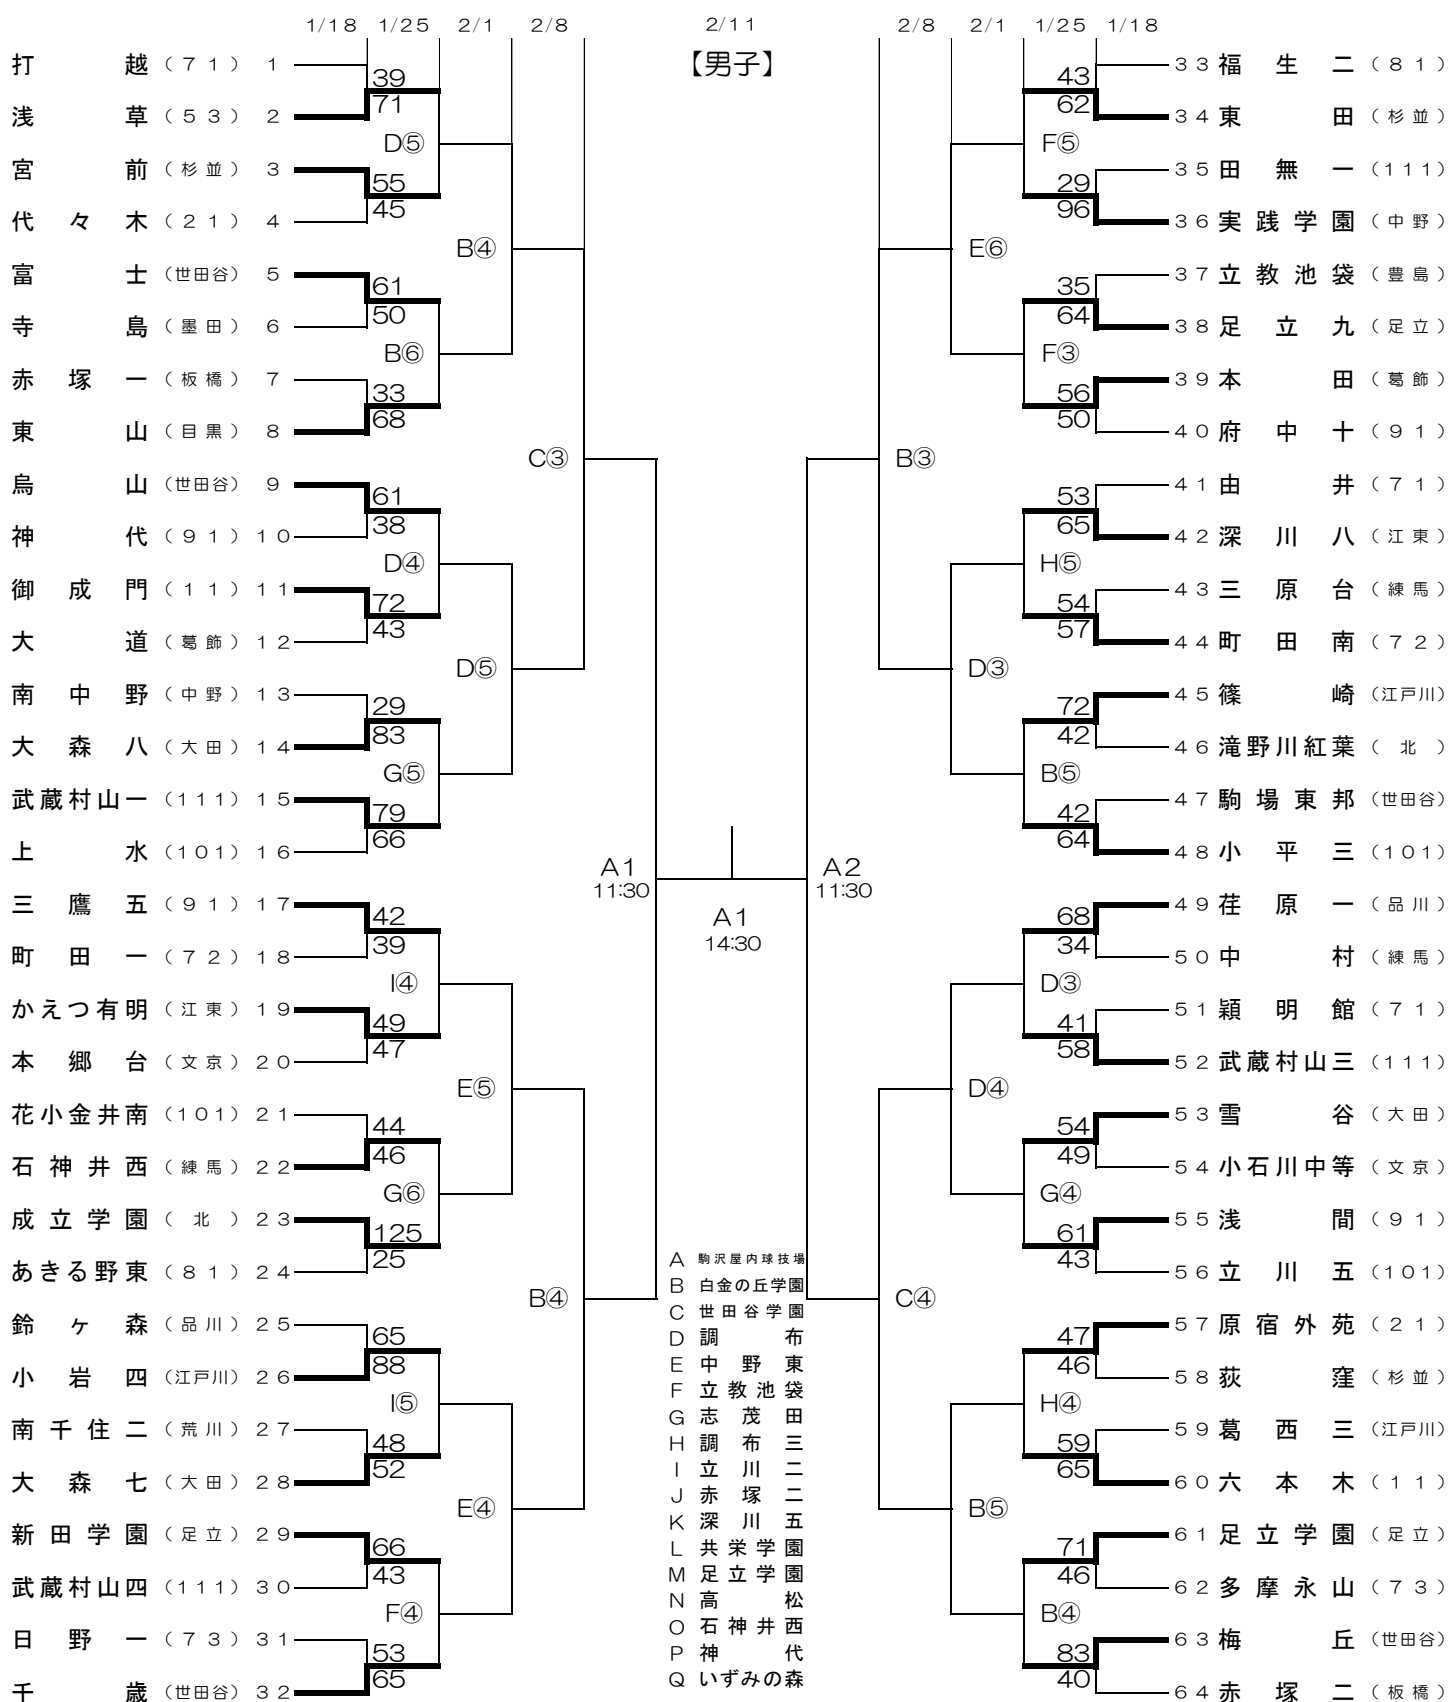 1/18 1/25 2/1 2/8 2/11 2/8 2/1 1/25 1/18
【男子】
打越 (71) 1
39
浅草 (53) 2
71
D⑤
宮前 (杉並) 3
55
代々木 (21) 4
45
B④
富士 (世田谷) 5
61
寺島 (墨田) 6
50
B⑥
赤塚一 (板橋) 7
33
東山 (目黒) 8
68
C③
烏山 (世田谷) 9
61
神代 (91) 10
38
D④
御成門 (11) 11
72
大道 (葛飾) 12
43
D⑤
南中野 (中野) 13
29
大森八 (大田) 14
83
G⑤
武蔵村山一 (111) 15
79
上水 (101) 16
66
A1
11:30
三鷹五 (91) 17
42
町田一 (72) 18
39
I④
かえつ有明 (江東) 19
49
本郷台 (文京) 20
47
E⑤
花小金井南 (101) 21
44
石神井西 (練馬) 22
46
G⑥
成立学園 (北) 23
125
あきる野東 (81) 24
25
B④
鈴ヶ森 (品川) 25
65
小岩四 (江戸川) 26
88
I⑤
南千住二 (荒川) 27
48
大森七 (大田) 28
52
E④
新田学園 (足立) 29
66
武蔵村山四 (111) 30
43
F④
日野一 (73) 31
53
千歳 (世田谷) 32
65
A1
14:30
A 駒沢屋内球技場
B 白金の丘学園
C 世田谷学園
D 調布
E 中野東
F 立教池袋
G 志茂田
H 調布三
I 立川二
J 赤塚二
K 深川五
L 共栄学園
M 足立学園
N 高松
O 石神井西
P 神代
Q いずみの森
43
33 福生二 (81)
62
34 東田 (杉並)
F⑤
29
35 田無一 (111)
96
36 実践学園 (中野)
E⑥
35
37 立教池袋 (豊島)
64
38 足立九 (足立)
F③
56
39 本田 (葛飾)
50
40 府中十 (91)
B③
53
41 由井 (71)
65
42 深川八 (江東)
H⑤
54
43 三原台 (練馬)
57
44 町田南 (72)
D③
72
45 篠崎 (江戸川)
42
46 滝野川紅葉 (北)
B⑤
42
47 駒場東邦 (世田谷)
64
48 小平三 (101)
A2
11:30
68
49 荏原一 (品川)
34
50 中村 (練馬)
D③
41
51 穎明館 (71)
58
52 武蔵村山三 (111)
D④
54
53 雪谷 (大田)
49
54 小石川中等 (文京)
G④
61
55 浅間 (91)
43
56 立川五 (101)
C④
47
57 原宿外苑 (21)
46
58 荻窪 (杉並)
H④
59
59 葛西三 (江戸川)
65
60 六本木 (11)
B⑤
71
61 足立学園 (足立)
46
62 多摩永山 (73)
B④
83
63 梅丘 (世田谷)
40
64 赤塚二 (板橋)